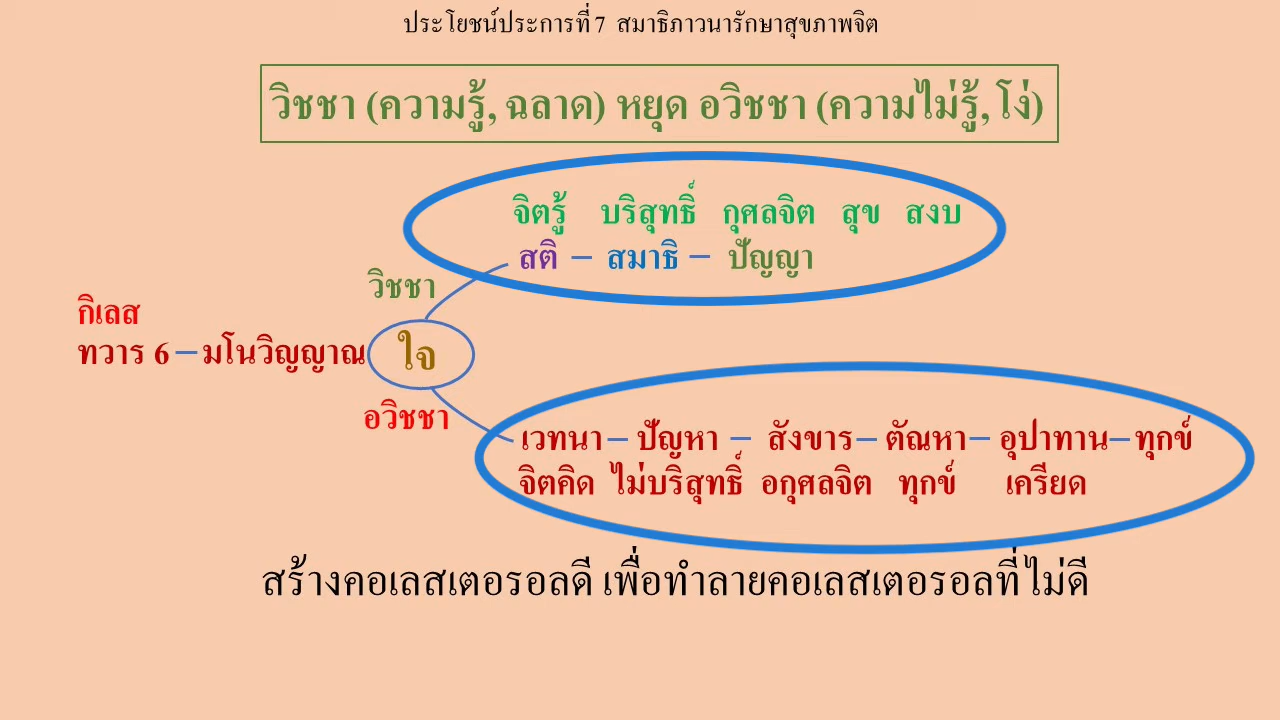 ประโยชน์ประการที่ 7 สมาธิภาวนารักษาสุขภาพจิต
วิชชา (ความรู้, ฉลาด) หยุด อวิชชา (ความไม่รู้, โง่)
จิตรู้ บริสุทธิ์ กุศลจิต สุข สงบ
สติ – สมาธิ – ปัญญา
วิชชา
กิเลส
ทวาร 6 – มโนวิญญาณ ใจ
อวิชชา
เวทนา – ปัญหา – สังขาร – ตัณหา – อุปาทาน – ทุกข์
จิตคิด ไม่บริสุทธิ์ อกุศลจิต ทุกข์ เครียด
สร้างคอเลสเตอรอลดี เพื่อทำลายคอเลสเตอรอลที่ไม่ดี